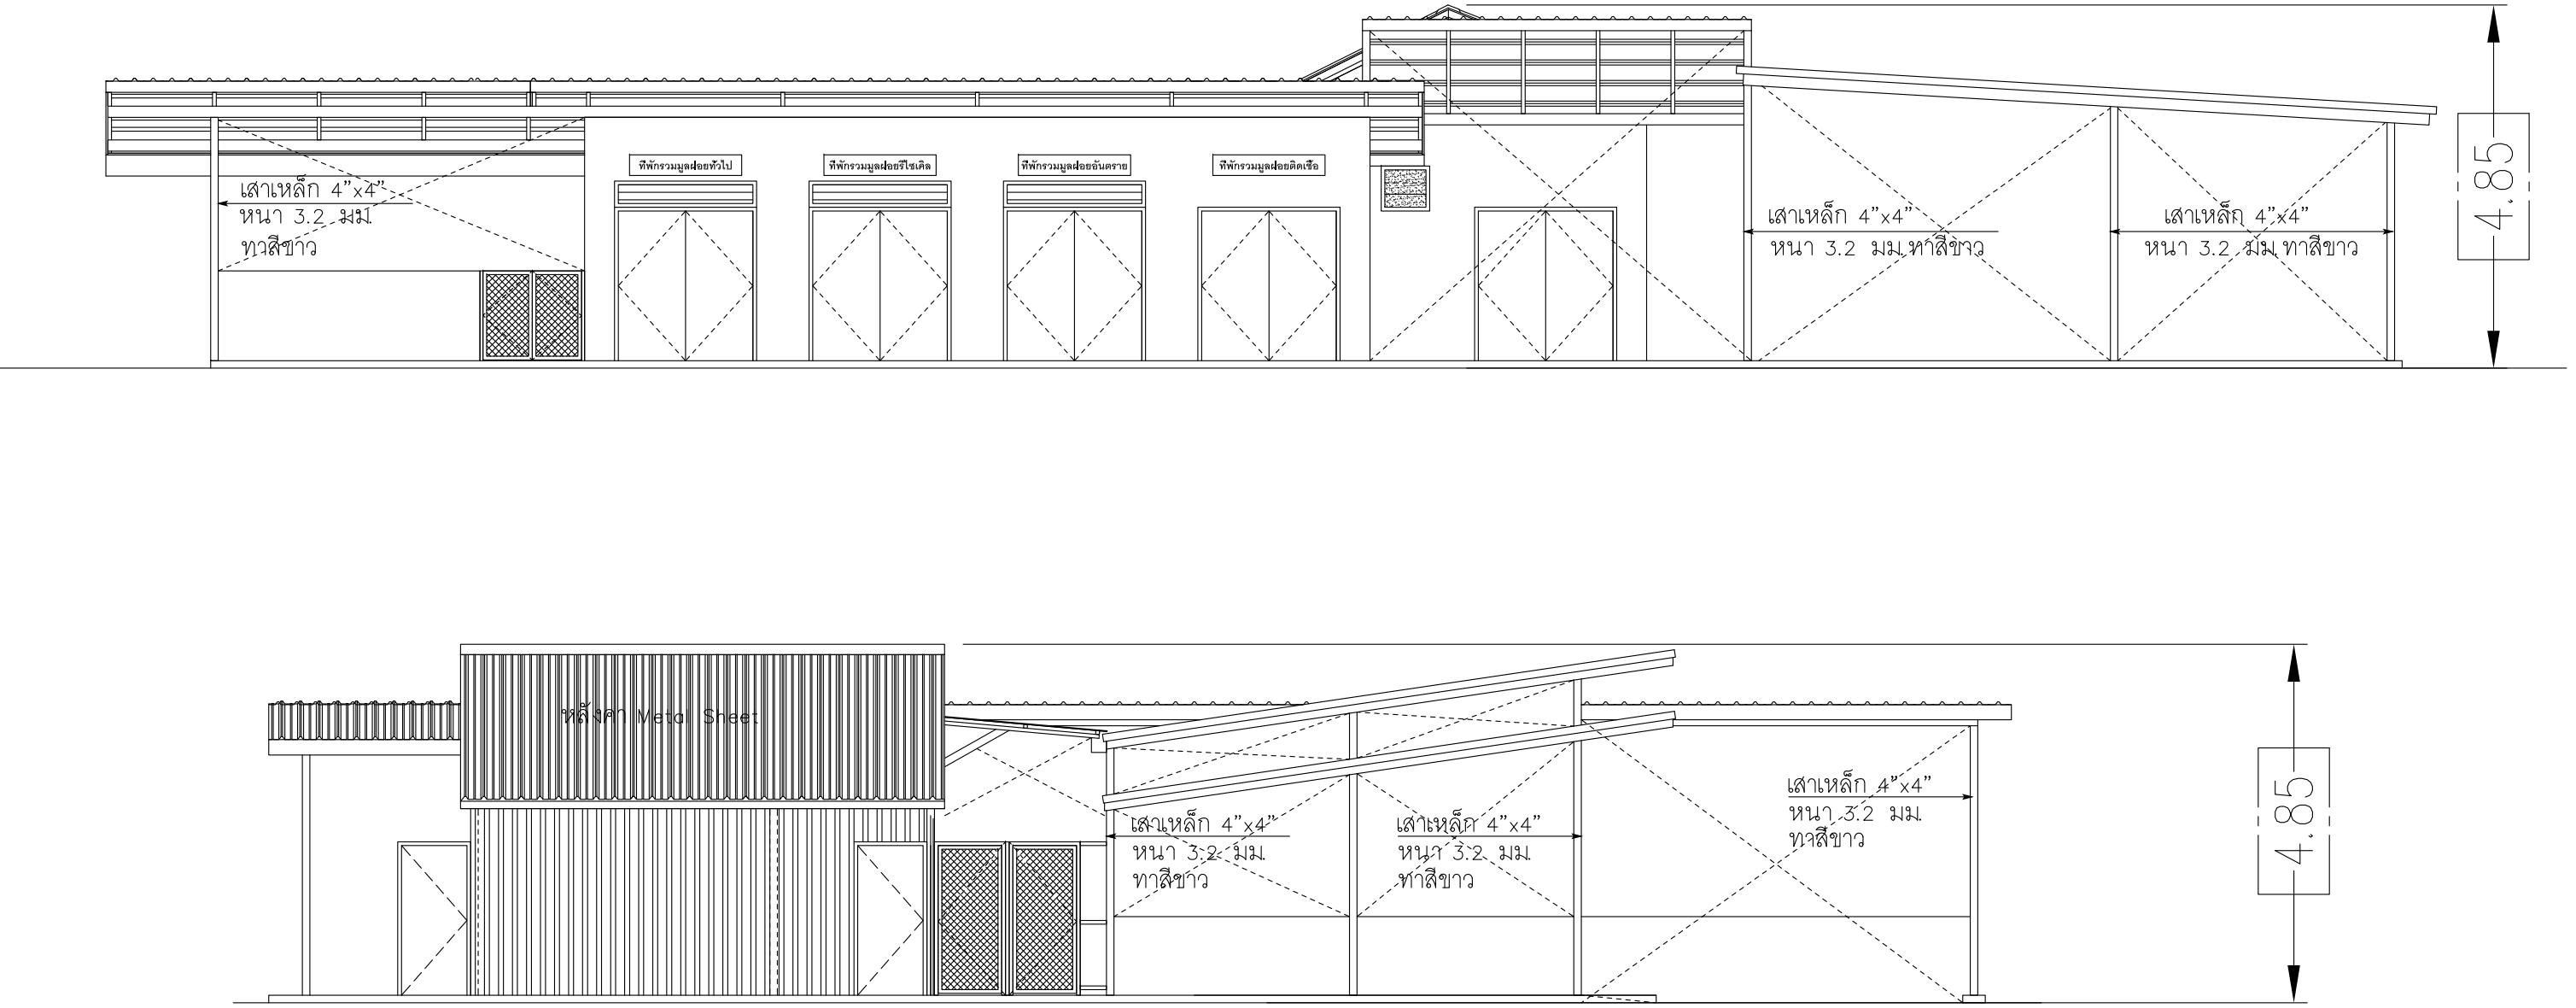 ที่พักรวมมูลฝอยทั่วไป
ที่พักรวมมูลฝอยรีไซเคิล
ที่พักรวมมูลฝอยอันตราย
ที่พักรวมมูลฝอยติดเชื้อ
เสาเหล็ก 4”x4”
หนา 3.2 มม.
ทาสีขาว
เสาเหล็ก 4”x4”
หนา 3.2 มม.ทาสีขาว
เสาเหล็ก 4”x4”
หนา 3.2 มม.ทาสีขาว
4.85
หลังคา Metal Sheet
เสาเหล็ก 4”x4”
หนา 3.2 มม.
ทาสีขาว
เสาเหล็ก 4”x4”
หนา 3.2 มม.
ทาสีขาว
เสาเหล็ก 4”x4”
หนา 3.2 มม.
ทาสีขาว
4.85